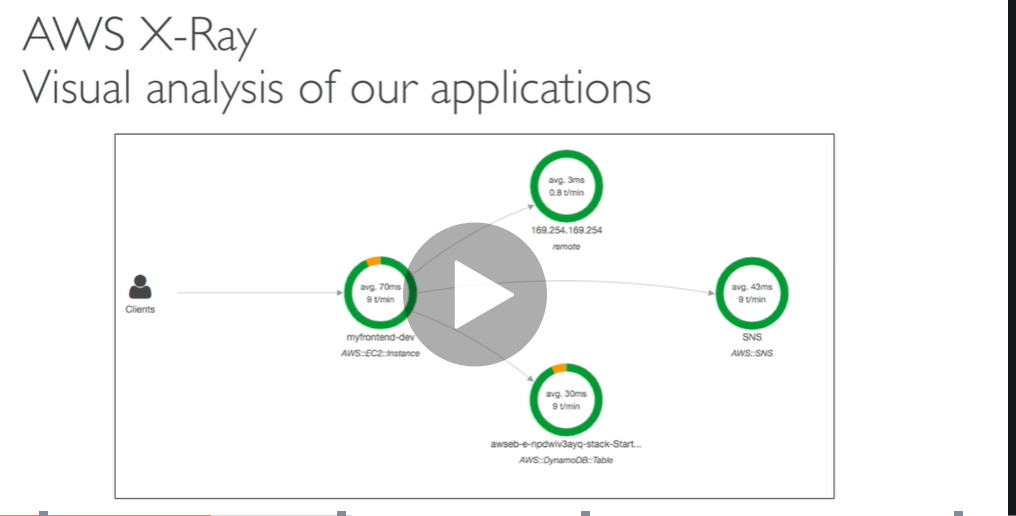 AWS X-Ray
Visual analysis of our applications
avg. 3ms
0.8 t/min
169.254.169.254
remote
Clients
avg. 70ms
9 t/min
myfrontend-dev
AWS::EC2::Instance
avg. 43ms
9 t/min
SNS
AWS::SNS
avg. 30ms
9 t/min
awseb-e-npdwiv3ayq-stack-Start...
AWS::DynamoDB::Table